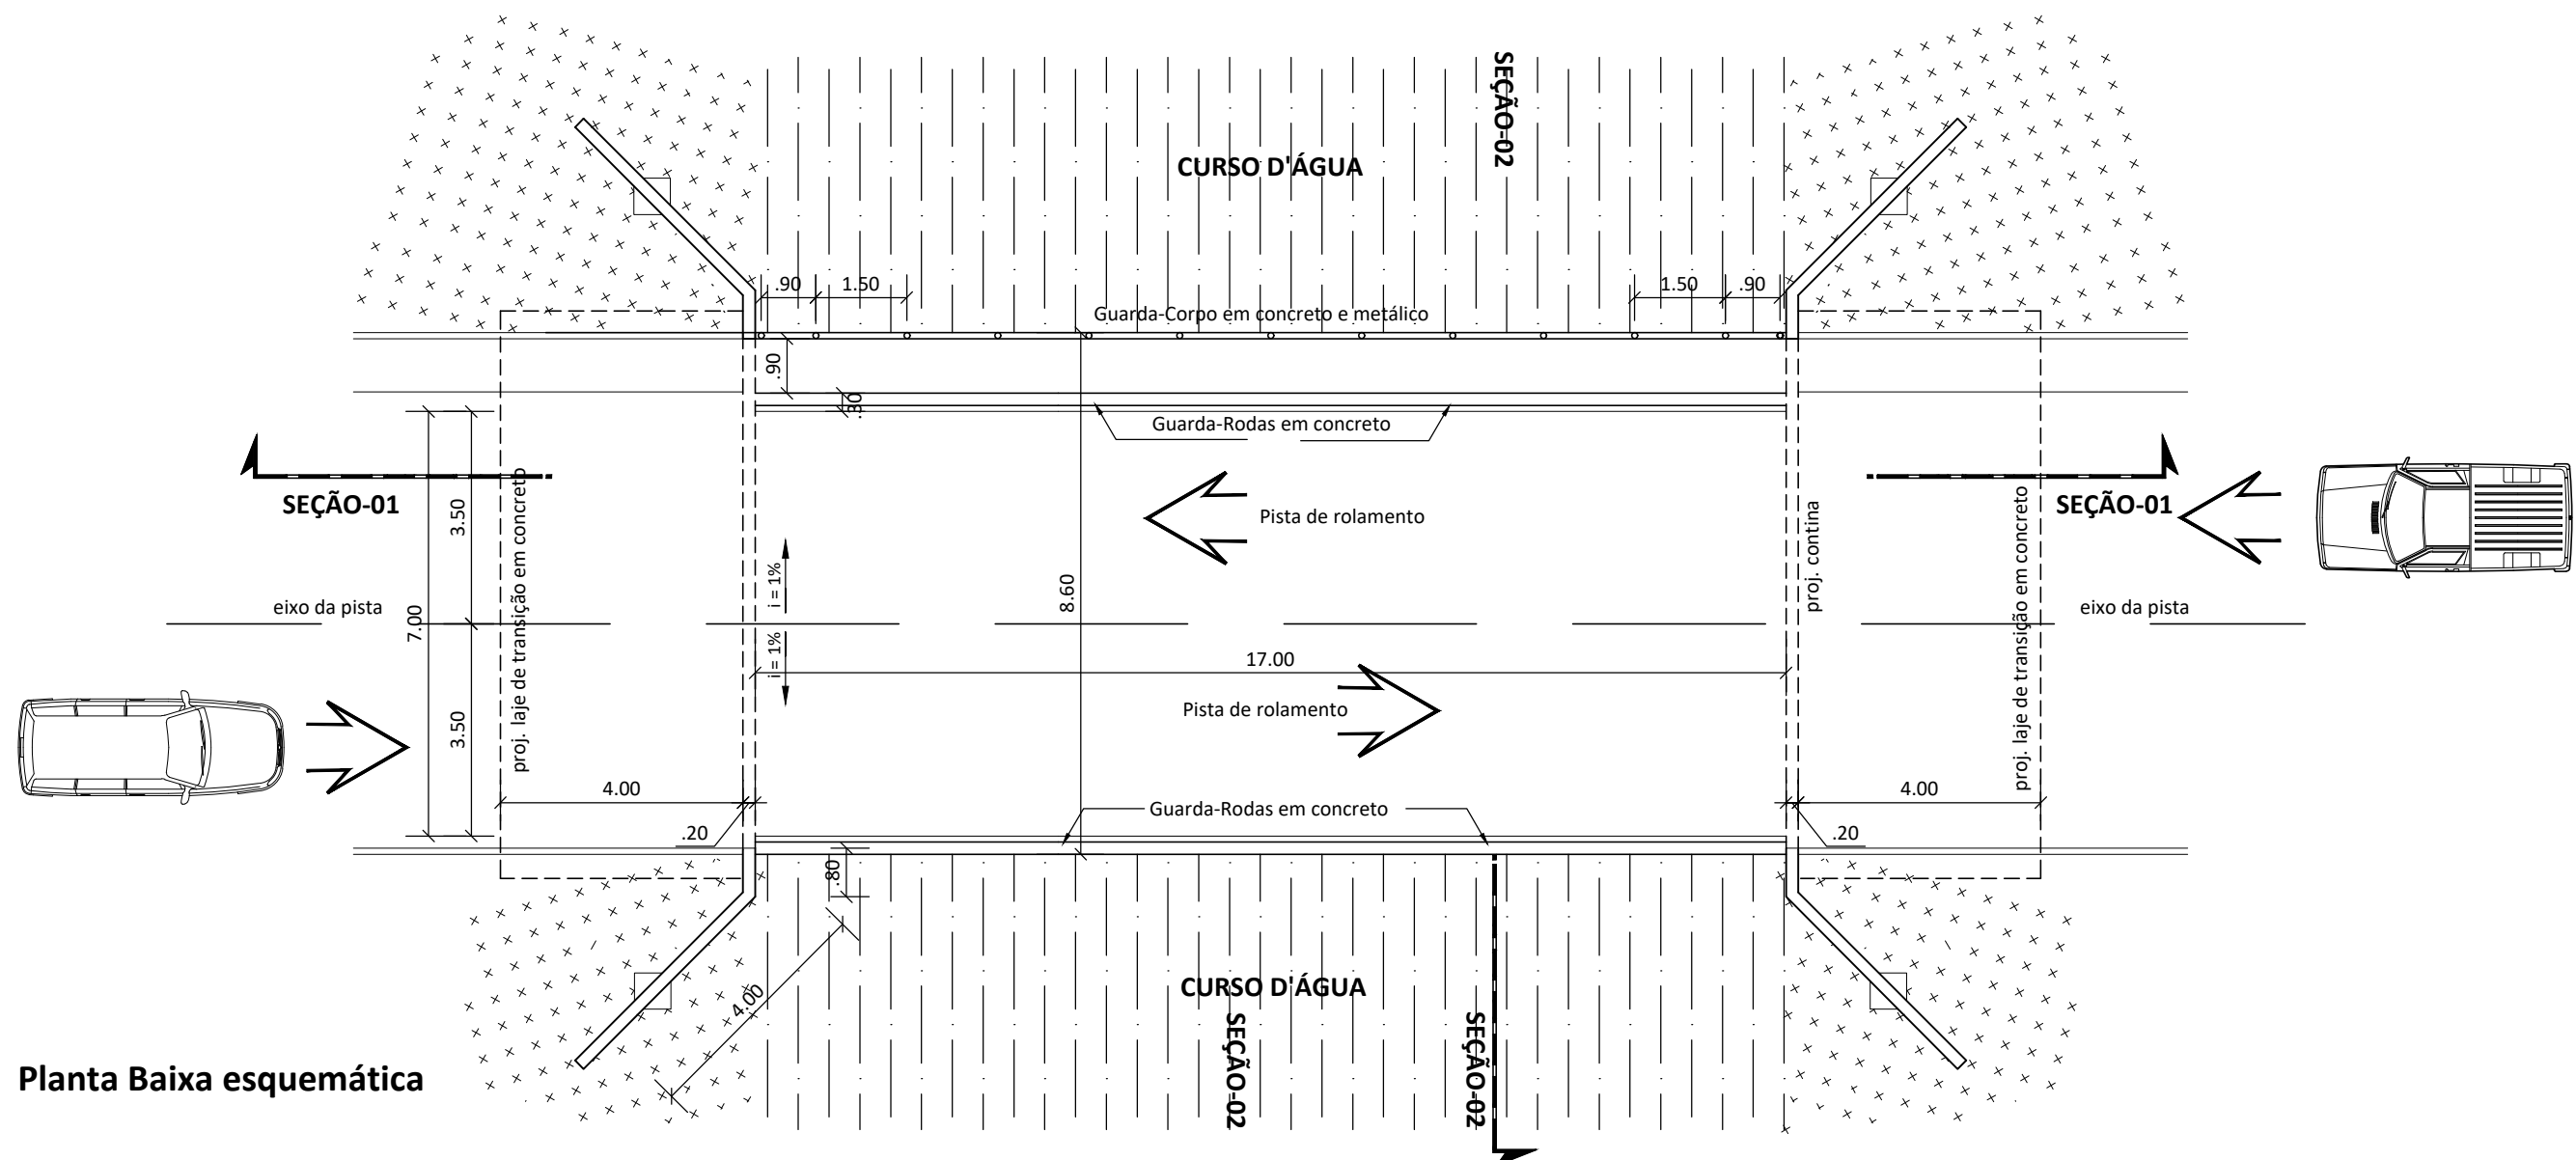 SEÇÃO-02
CURSO D'ÁGUA
.90
1.50
1.50
.90
Guarda-Corpo em concreto e metálico
.90
.30
Guarda-Rodas em concreto
SEÇÃO-01
SEÇÃO-01
3.50
proj. laje de transição em concreto
Pista de rolamento
proj. contina
proj. laje de transição em concreto
i = 1%
8.60
eixo da pista
7.00
eixo da pista
i = 1%
17.00
3.50
Pista de rolamento
4.00
Guarda-Rodas em concreto
4.00
.20
.20
.80
4.00
CURSO D'ÁGUA
SEÇÃO-02
SEÇÃO-02
Planta Baixa esquemática